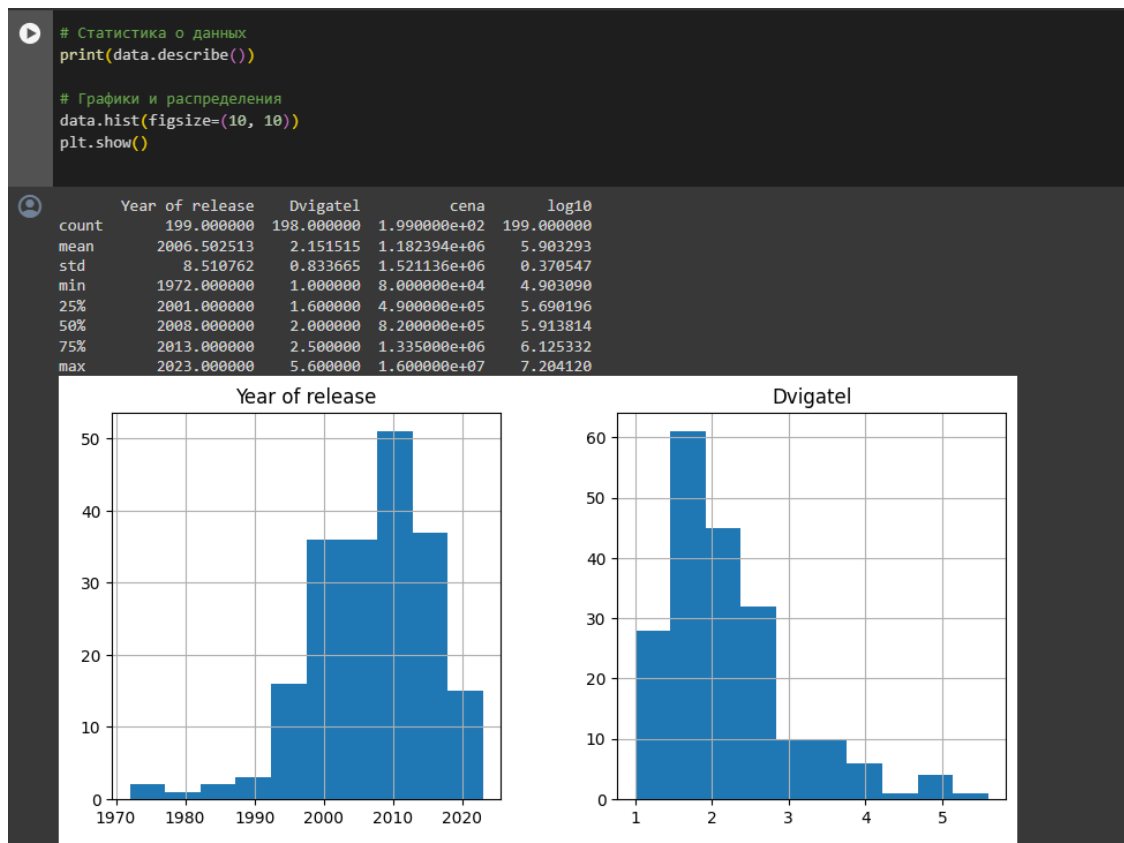 # Статистика о данных
print(data.describe())
# Графики и распределения
data.hist(figsize=(10, 10))
plt.show()
Year of release Dvigatel cena log10
count 199.000000 198.000000 1.990000e+02 199.000000
mean 2006.502513 2.151515 1.182394e+06 5.903293
std 8.510762 0.833665 1.521136e+06 0.370547
min 1972.000000 1.000000 8.000000e+04 4.903090
25% 2001.000000 1.600000 4.900000e+05 5.690196
50% 2008.000000 2.000000 8.200000e+05 5.913814
75% 2013.000000 2.500000 1.335000e+06 6.125332
max 2023.000000 5.600000 1.600000e+07 7.204120
Year of release
50
40
30
20
10
0
1970 1980 1990 2000 2010 2020
Dvigatel
60
50
40
30
20
10
0
1 2 3 4 5